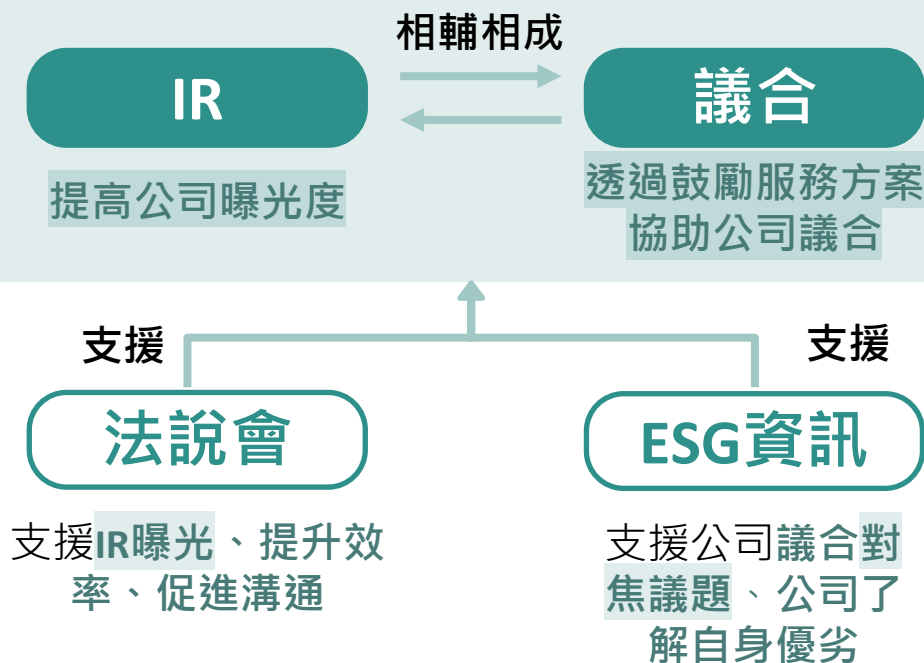 相輔相成
IR
議合
提高公司曝光度
透過鼓勵服務方案
協助公司議合
支援
支援
法說會
ESG資訊
支援IR曝光、提升效
率、促進溝通
支援公司議合對
焦議題、公司了
解自身優劣